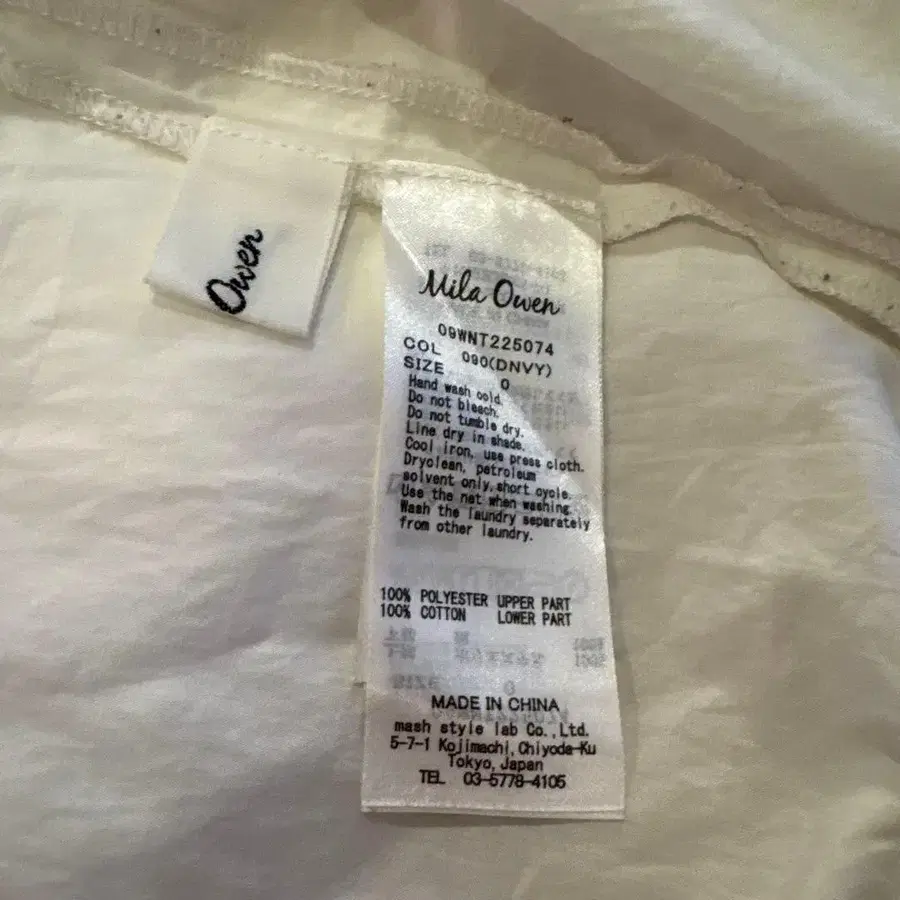 Owen
Mila Owen
09WNT225074
COL 090(DNVY)
SIZE 0
Hand wash cold.
Do not bleach.
Do not tumble dry.
Line dry in shade.
Cool iron, use press cloth.
Dryclean, petroleum
solvent only,short cycle.
Use the net when washing.
Wash the laundry separately
from other laundry.
100% POLYESTER UPPER PART
100% COTTON LOWER PART
MADE IN CHINA
mash style lab Co.,Ltd.
5-7-1 Kojimachi,Chiyoda-Ku
Tokyo,Japan
TEL 03-5778-4105